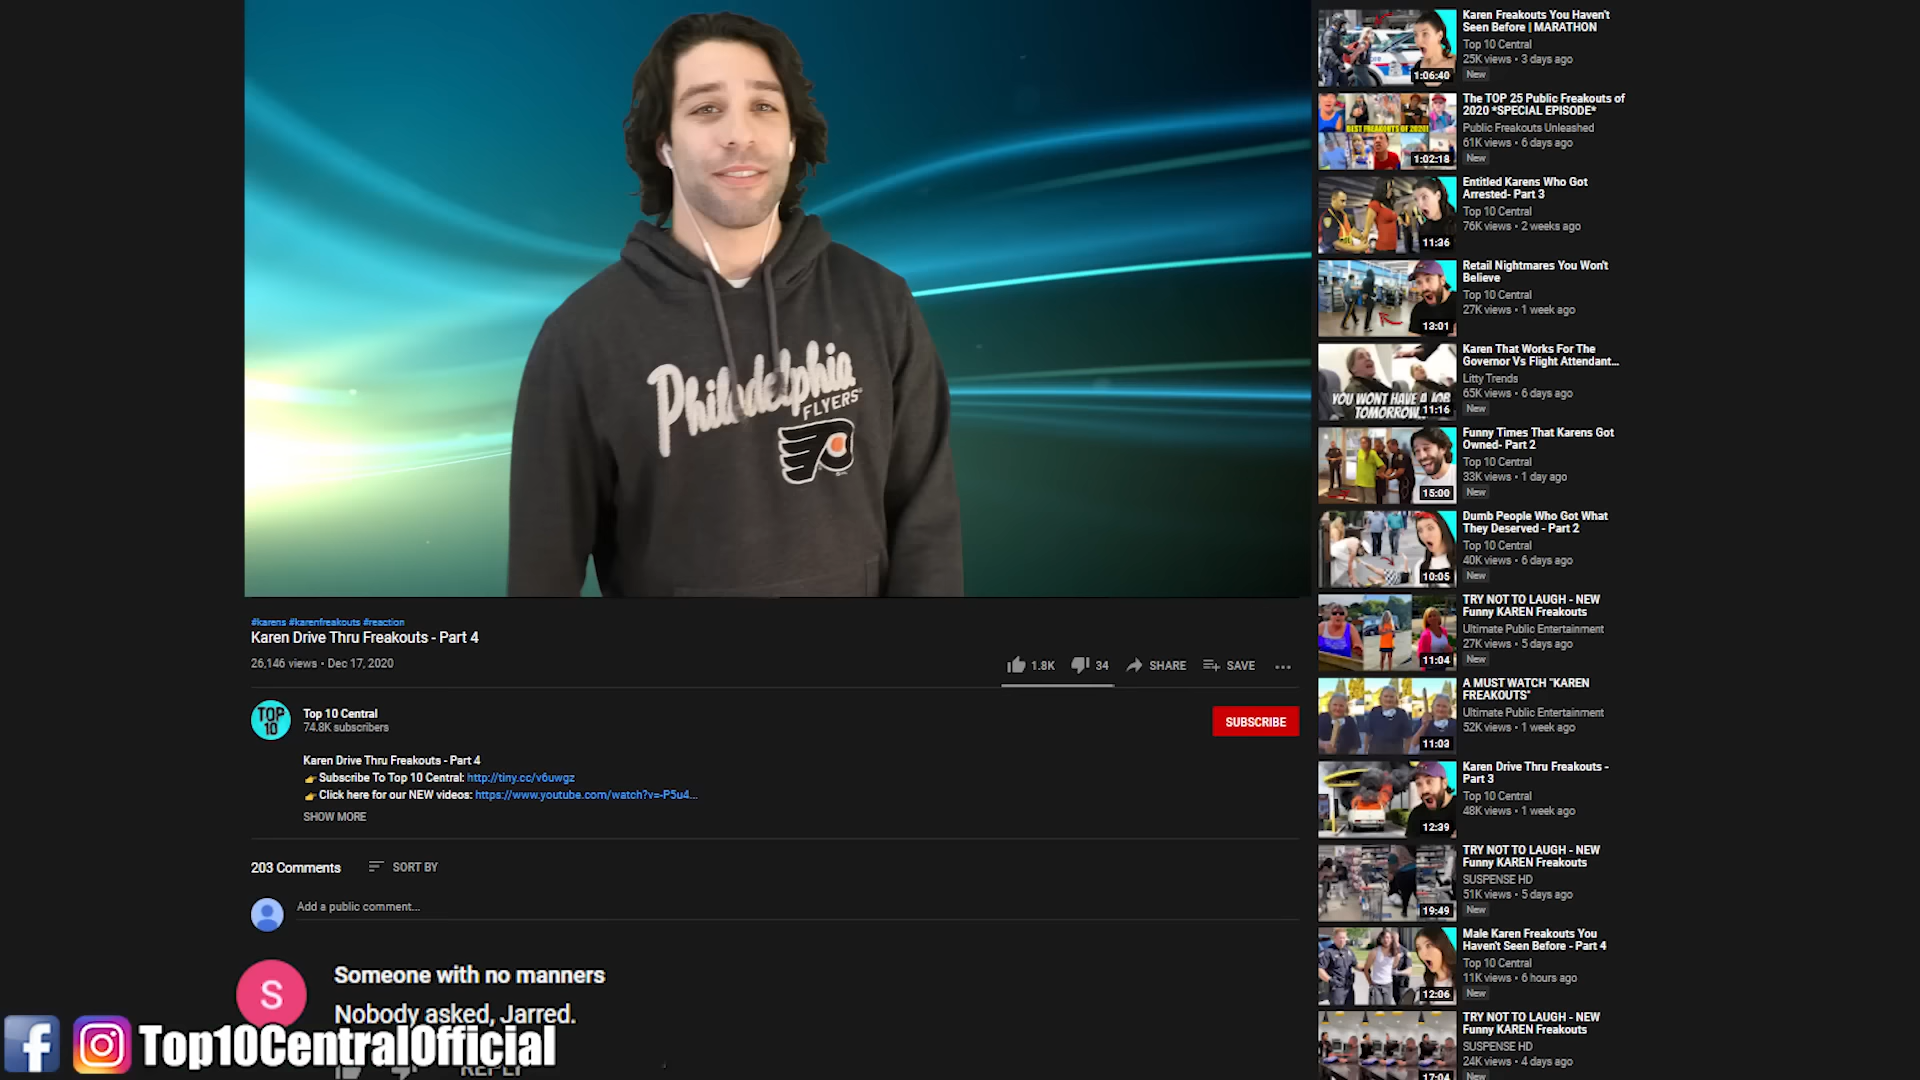 Philadelphia
FLYERS
#karens #karenfreakouts #reaction
Karen Drive Thru Freakouts - Part 4
26,146 views • Dec 17, 2020
1.8K
34
SHARE
SAVE
TOP
10
Top 10 Central
74.8K subscribers
SUBSCRIBE
Karen Drive Thru Freakouts - Part 4
👉Subscribe To Top 10 Central: http://tiny.cc/v6uwgz
👉Click here for our NEW videos: https://www.youtube.com/watch?v=-P5u4...
SHOW MORE
203 Comments
SORT BY
Add a public comment...
S
Someone with no manners
Nobody asked, Jarred.
REPLY
f
Top10CentralOfficial
1:06:40
Karen Freakouts You Haven't
Seen Before | MARATHON
Top 10 Central
25K views • 3 days ago
New
BEST FREAKOUTS OF 2020!
1:02:18
The TOP 25 Public Freakouts of
2020 *SPECIAL EPISODE*
Public Freakouts Unleashed
61K views • 6 days ago
New
11:36
Entitled Karens Who Got
Arrested- Part 3
Top 10 Central
76K views • 2 weeks ago
13:01
Retail Nightmares You Won't
Believe
Top 10 Central
27K views • 1 week ago
YOU WONT HAVE A JOB
TOMORROW
11:16
Karen That Works For The
Governor Vs Flight Attendant...
Litty Trends
65K views • 6 days ago
New
15:00
Funny Times That Karens Got
Owned- Part 2
Top 10 Central
33K views • 1 day ago
New
10:05
Dumb People Who Got What
They Deserved - Part 2
Top 10 Central
40K views • 6 days ago
New
11:04
TRY NOT TO LAUGH - NEW
Funny KAREN Freakouts
Ultimate Public Entertainment
27K views • 5 days ago
New
11:03
A MUST WATCH "KAREN
FREAKOUTS"
Ultimate Public Entertainment
52K views • 1 week ago
12:39
Karen Drive Thru Freakouts -
Part 3
Top 10 Central
48K views • 1 week ago
19:49
TRY NOT TO LAUGH - NEW
Funny KAREN Freakouts
SUSPENSE HD
51K views • 5 days ago
New
12:06
Male Karen Freakouts You
Haven't Seen Before - Part 4
Top 10 Central
11K views • 6 hours ago
New
17:04
TRY NOT TO LAUGH - NEW
Funny KAREN Freakouts
SUSPENSE HD
24K views • 4 days ago
New